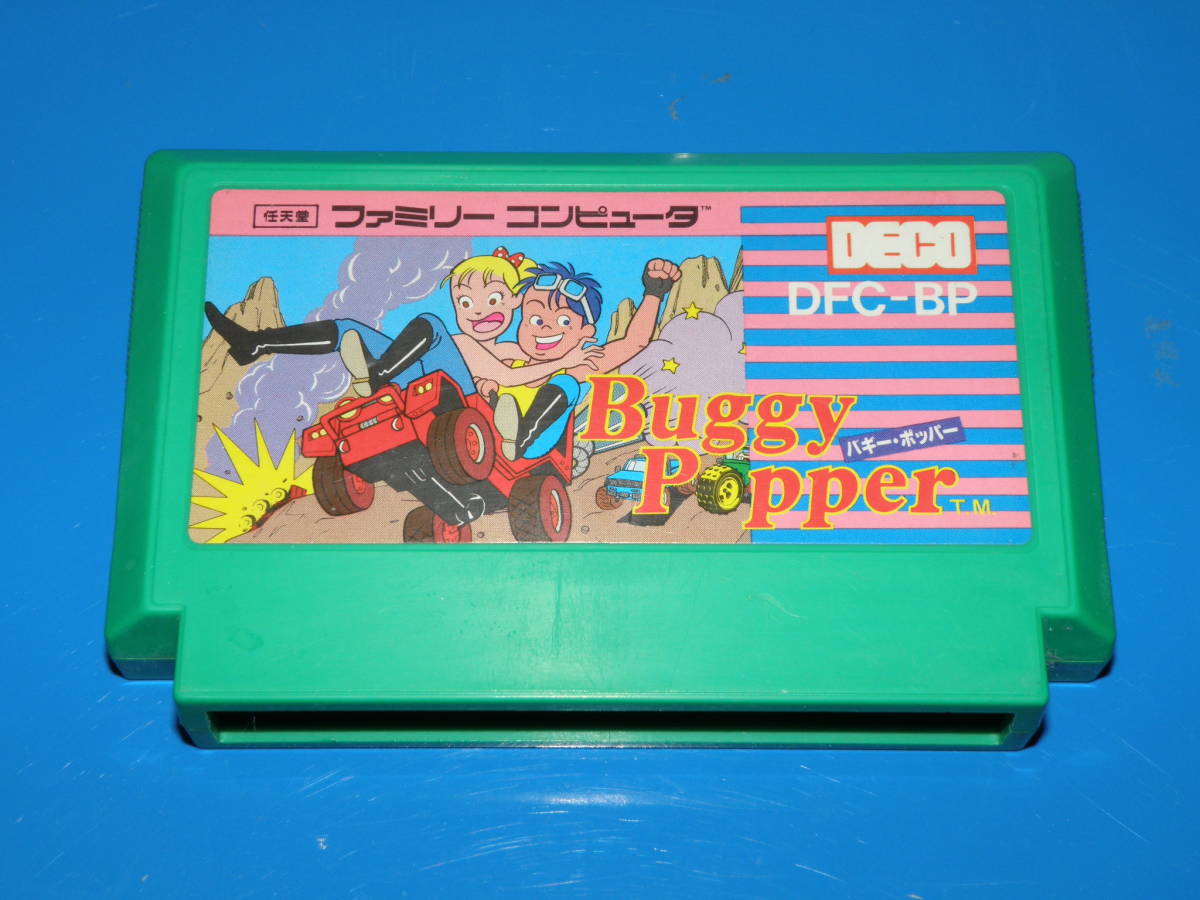 任天堂 ファミリー コンピュータ™
DECO
DFC-BP
Buggy
バギー・ポッパー
Popper TM.